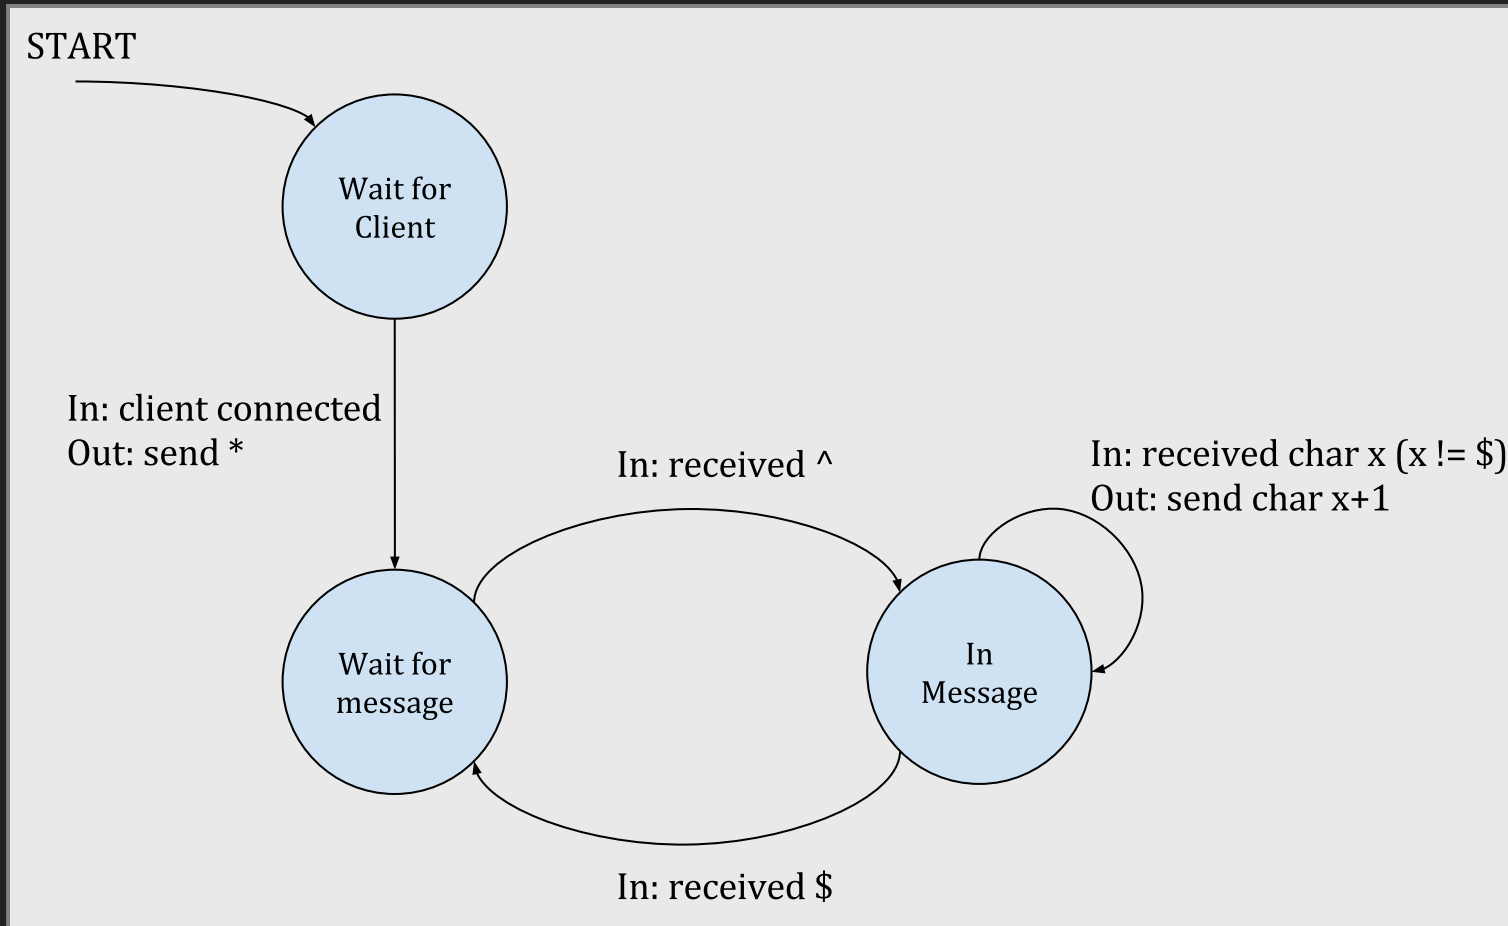 START
Wait for
Client
In: client connected
Out: send *
In: received ^
In: received char x (x != $)
Out: send char x+1
Wait for
message
In
Message
In: received $